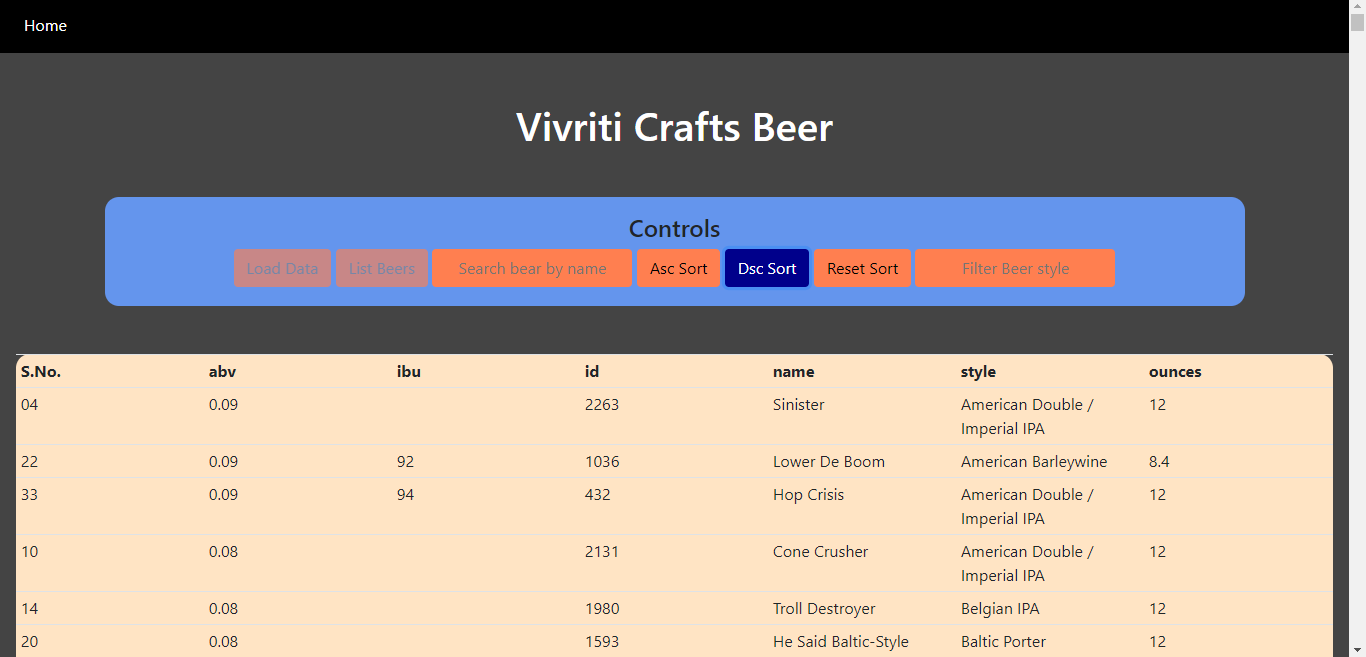 Home
Vivriti Crafts Beer
Controls
Load Data List Beers Search bear by name Asc Sort Dsc Sort Reset Sort Filter Beer style
S.No. abv ibu id name style ounces
04 0.09 2263 Sinister American Double / 12
Imperial IPA
22 0.09 92 1036 Lower De Boom American Barleywine 8.4
33 0.09 94 432 Hop Crisis American Double / 12
Imperial IPA
10 0.08 2131 Cone Crusher American Double / 12
Imperial IPA
14 0.08 1980 Troll Destroyer Belgian IPA 12
20 0.08 1593 He Said Baltic-Style Baltic Porter 12